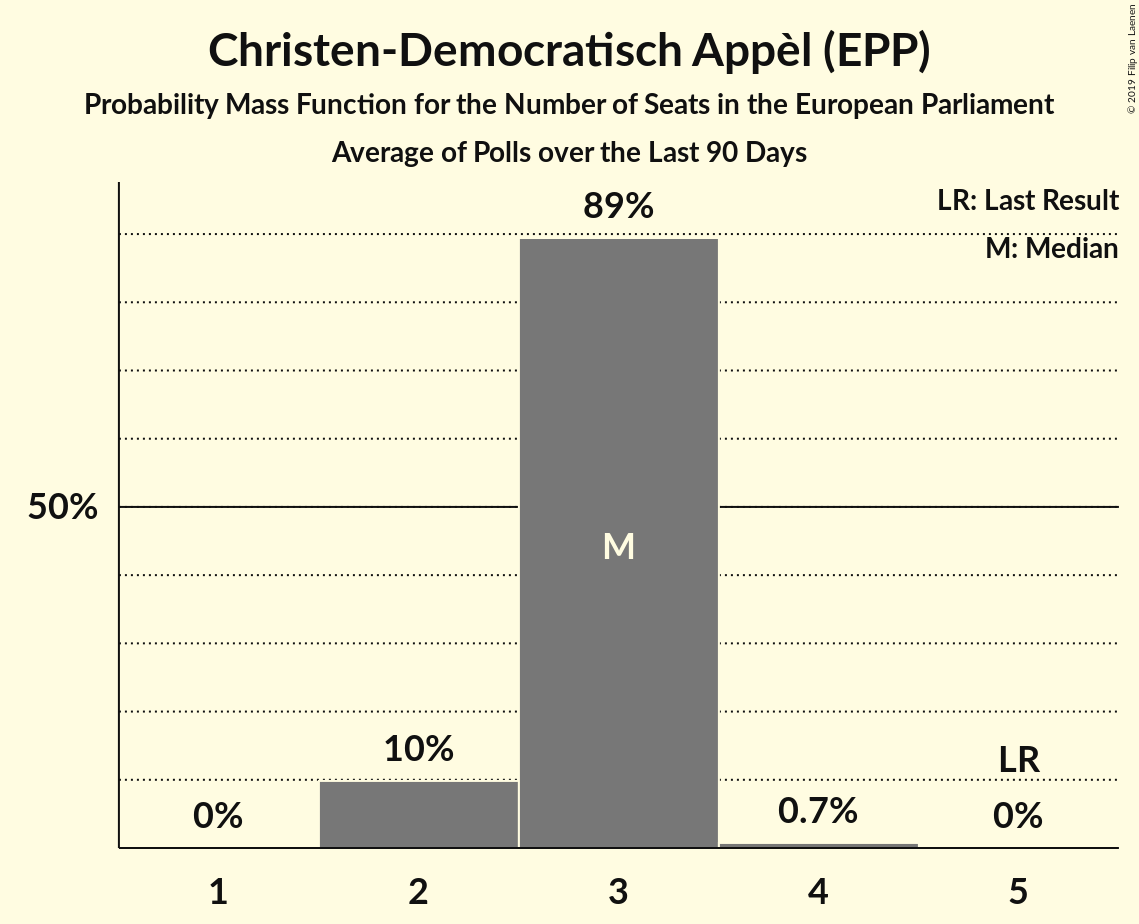 Christen-Democratisch Appèl (EPP)
Probability Mass Function for the Number of Seats in the European Parliament
Average of Polls over the Last 90 Days
© 2019 Filip van Laenen
LR: Last Result
M: Median
89%
50%
M
10%
LR
0%
0.7%
0%
1 2 3 4 5